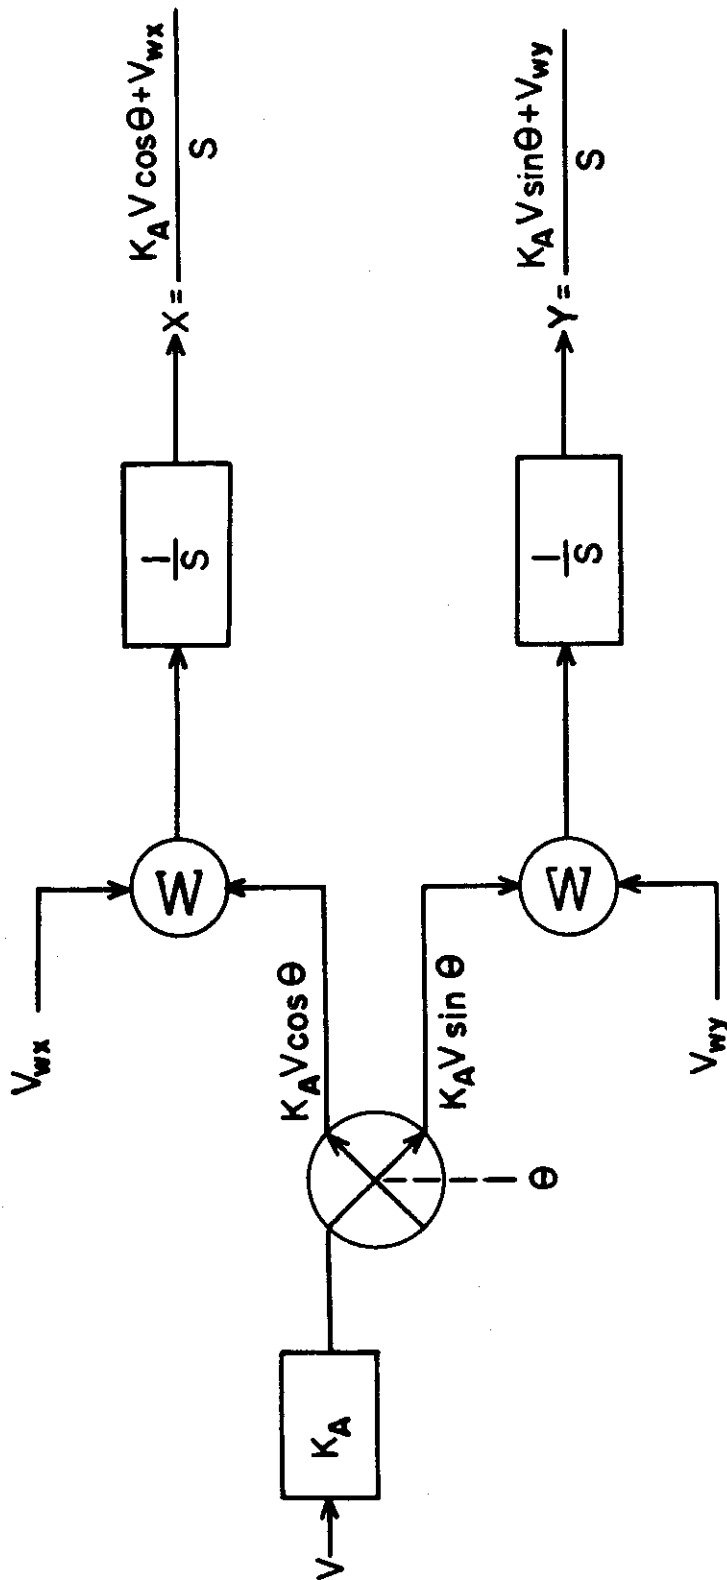 V
K_A
θ
K_A V cos θ
K_A V sin θ
V_wx
V_wy
W
W
1
S
1
S
X = K_A V cos θ + V_wx
S
Y = K_A V sin θ + V_wy
S